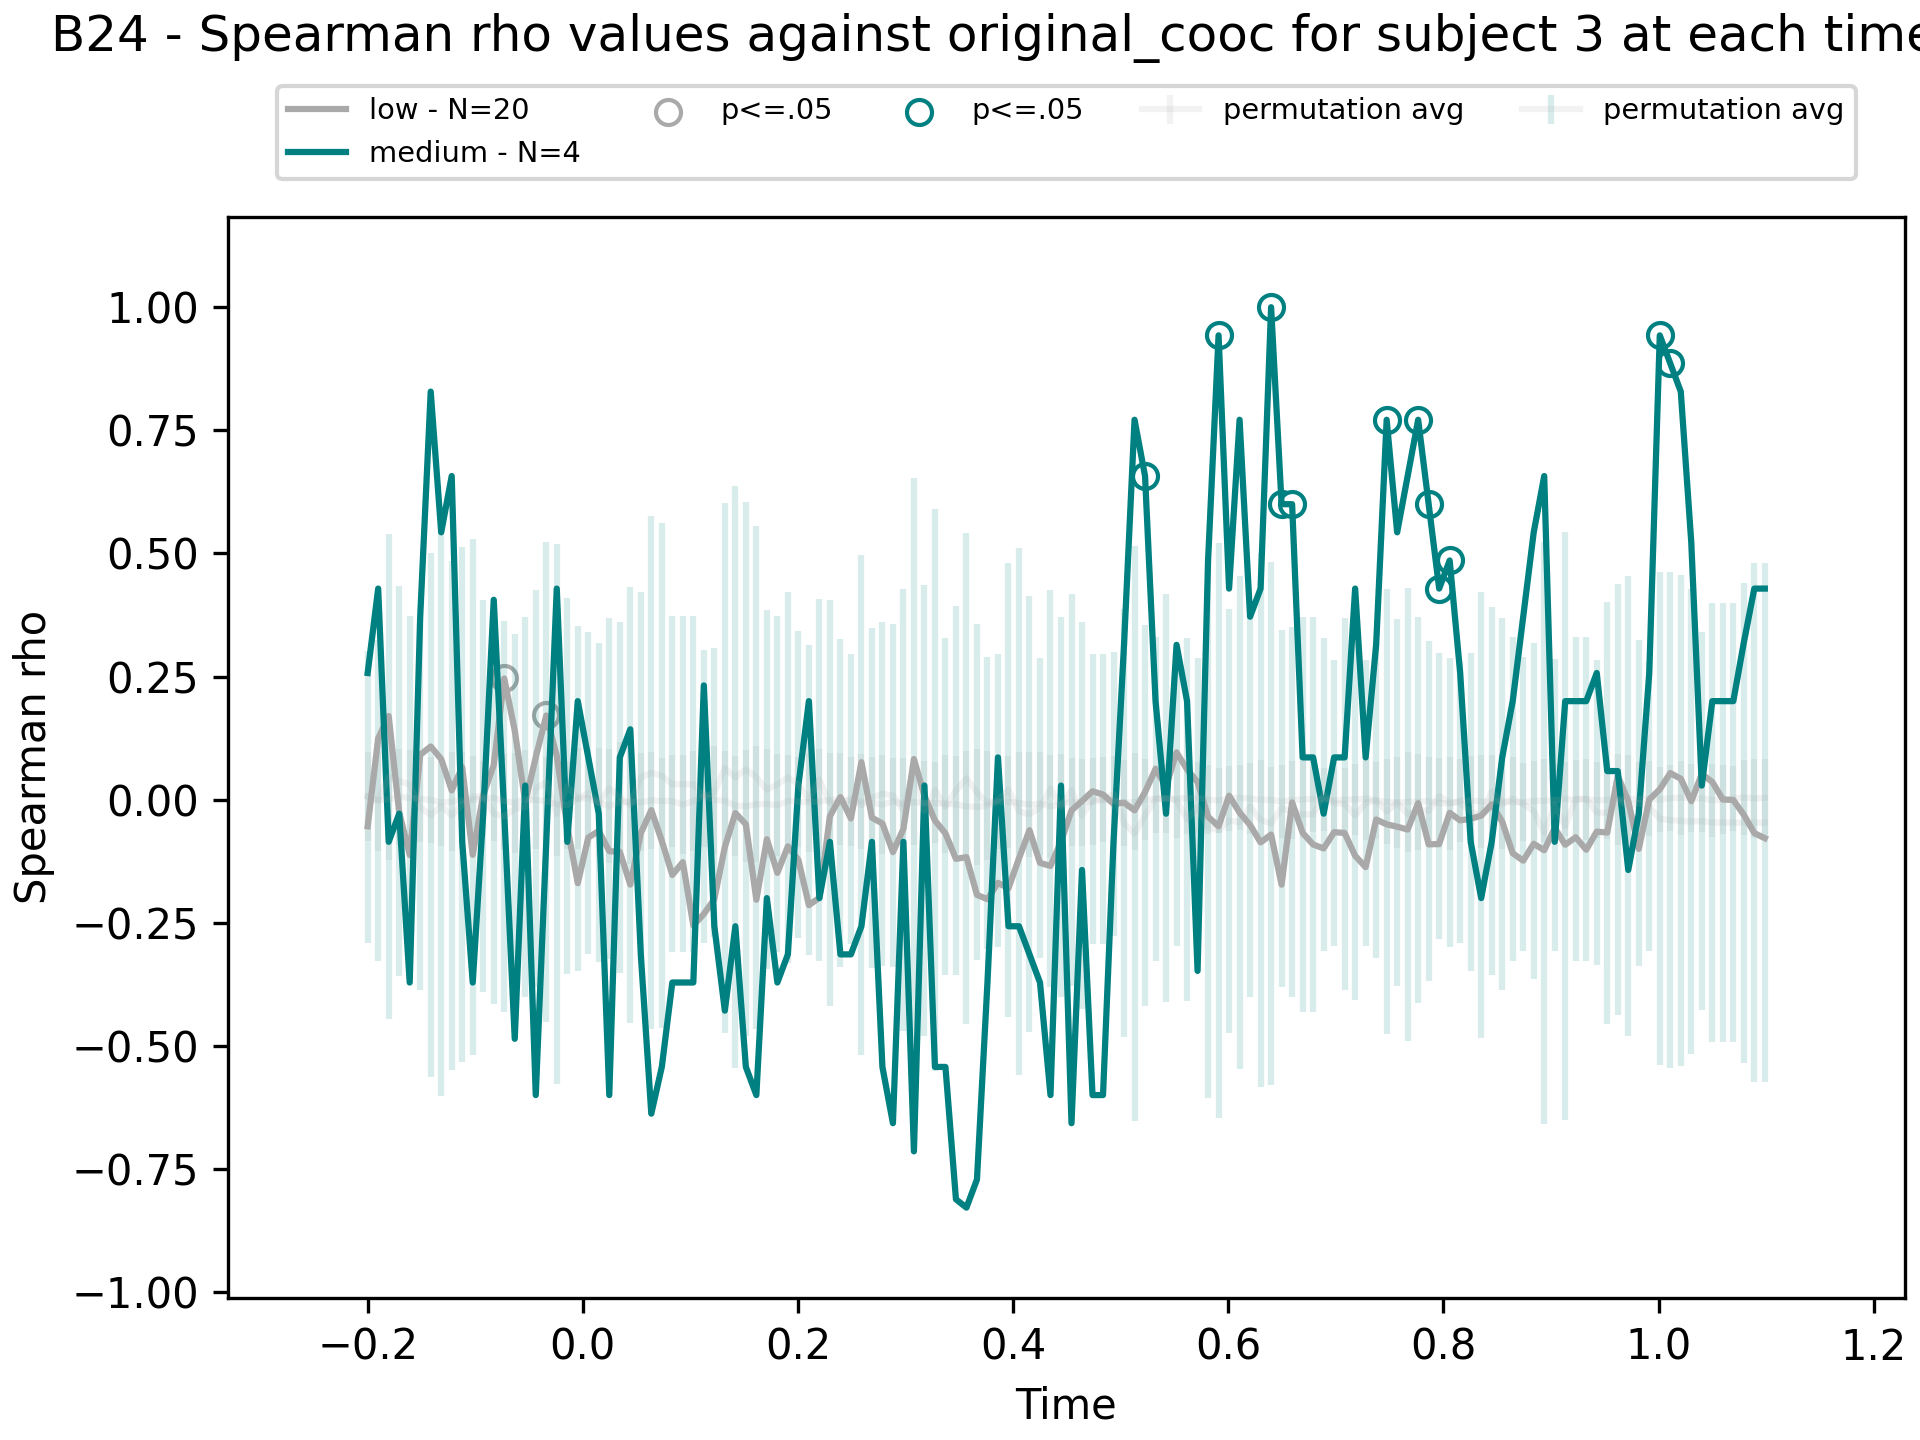 B24 - Spearman rho values against original_cooc for subject 3 at each time
low - N=20
medium - N=4
p<=.05
p<=.05
permutation avg
permutation avg
1.00
0.75
0.50
0.25
0.00
−0.25
−0.50
−0.75
−1.00
Spearman rho
−0.2
0.0
0.2
0.4
0.6
0.8
1.0
1.2
Time